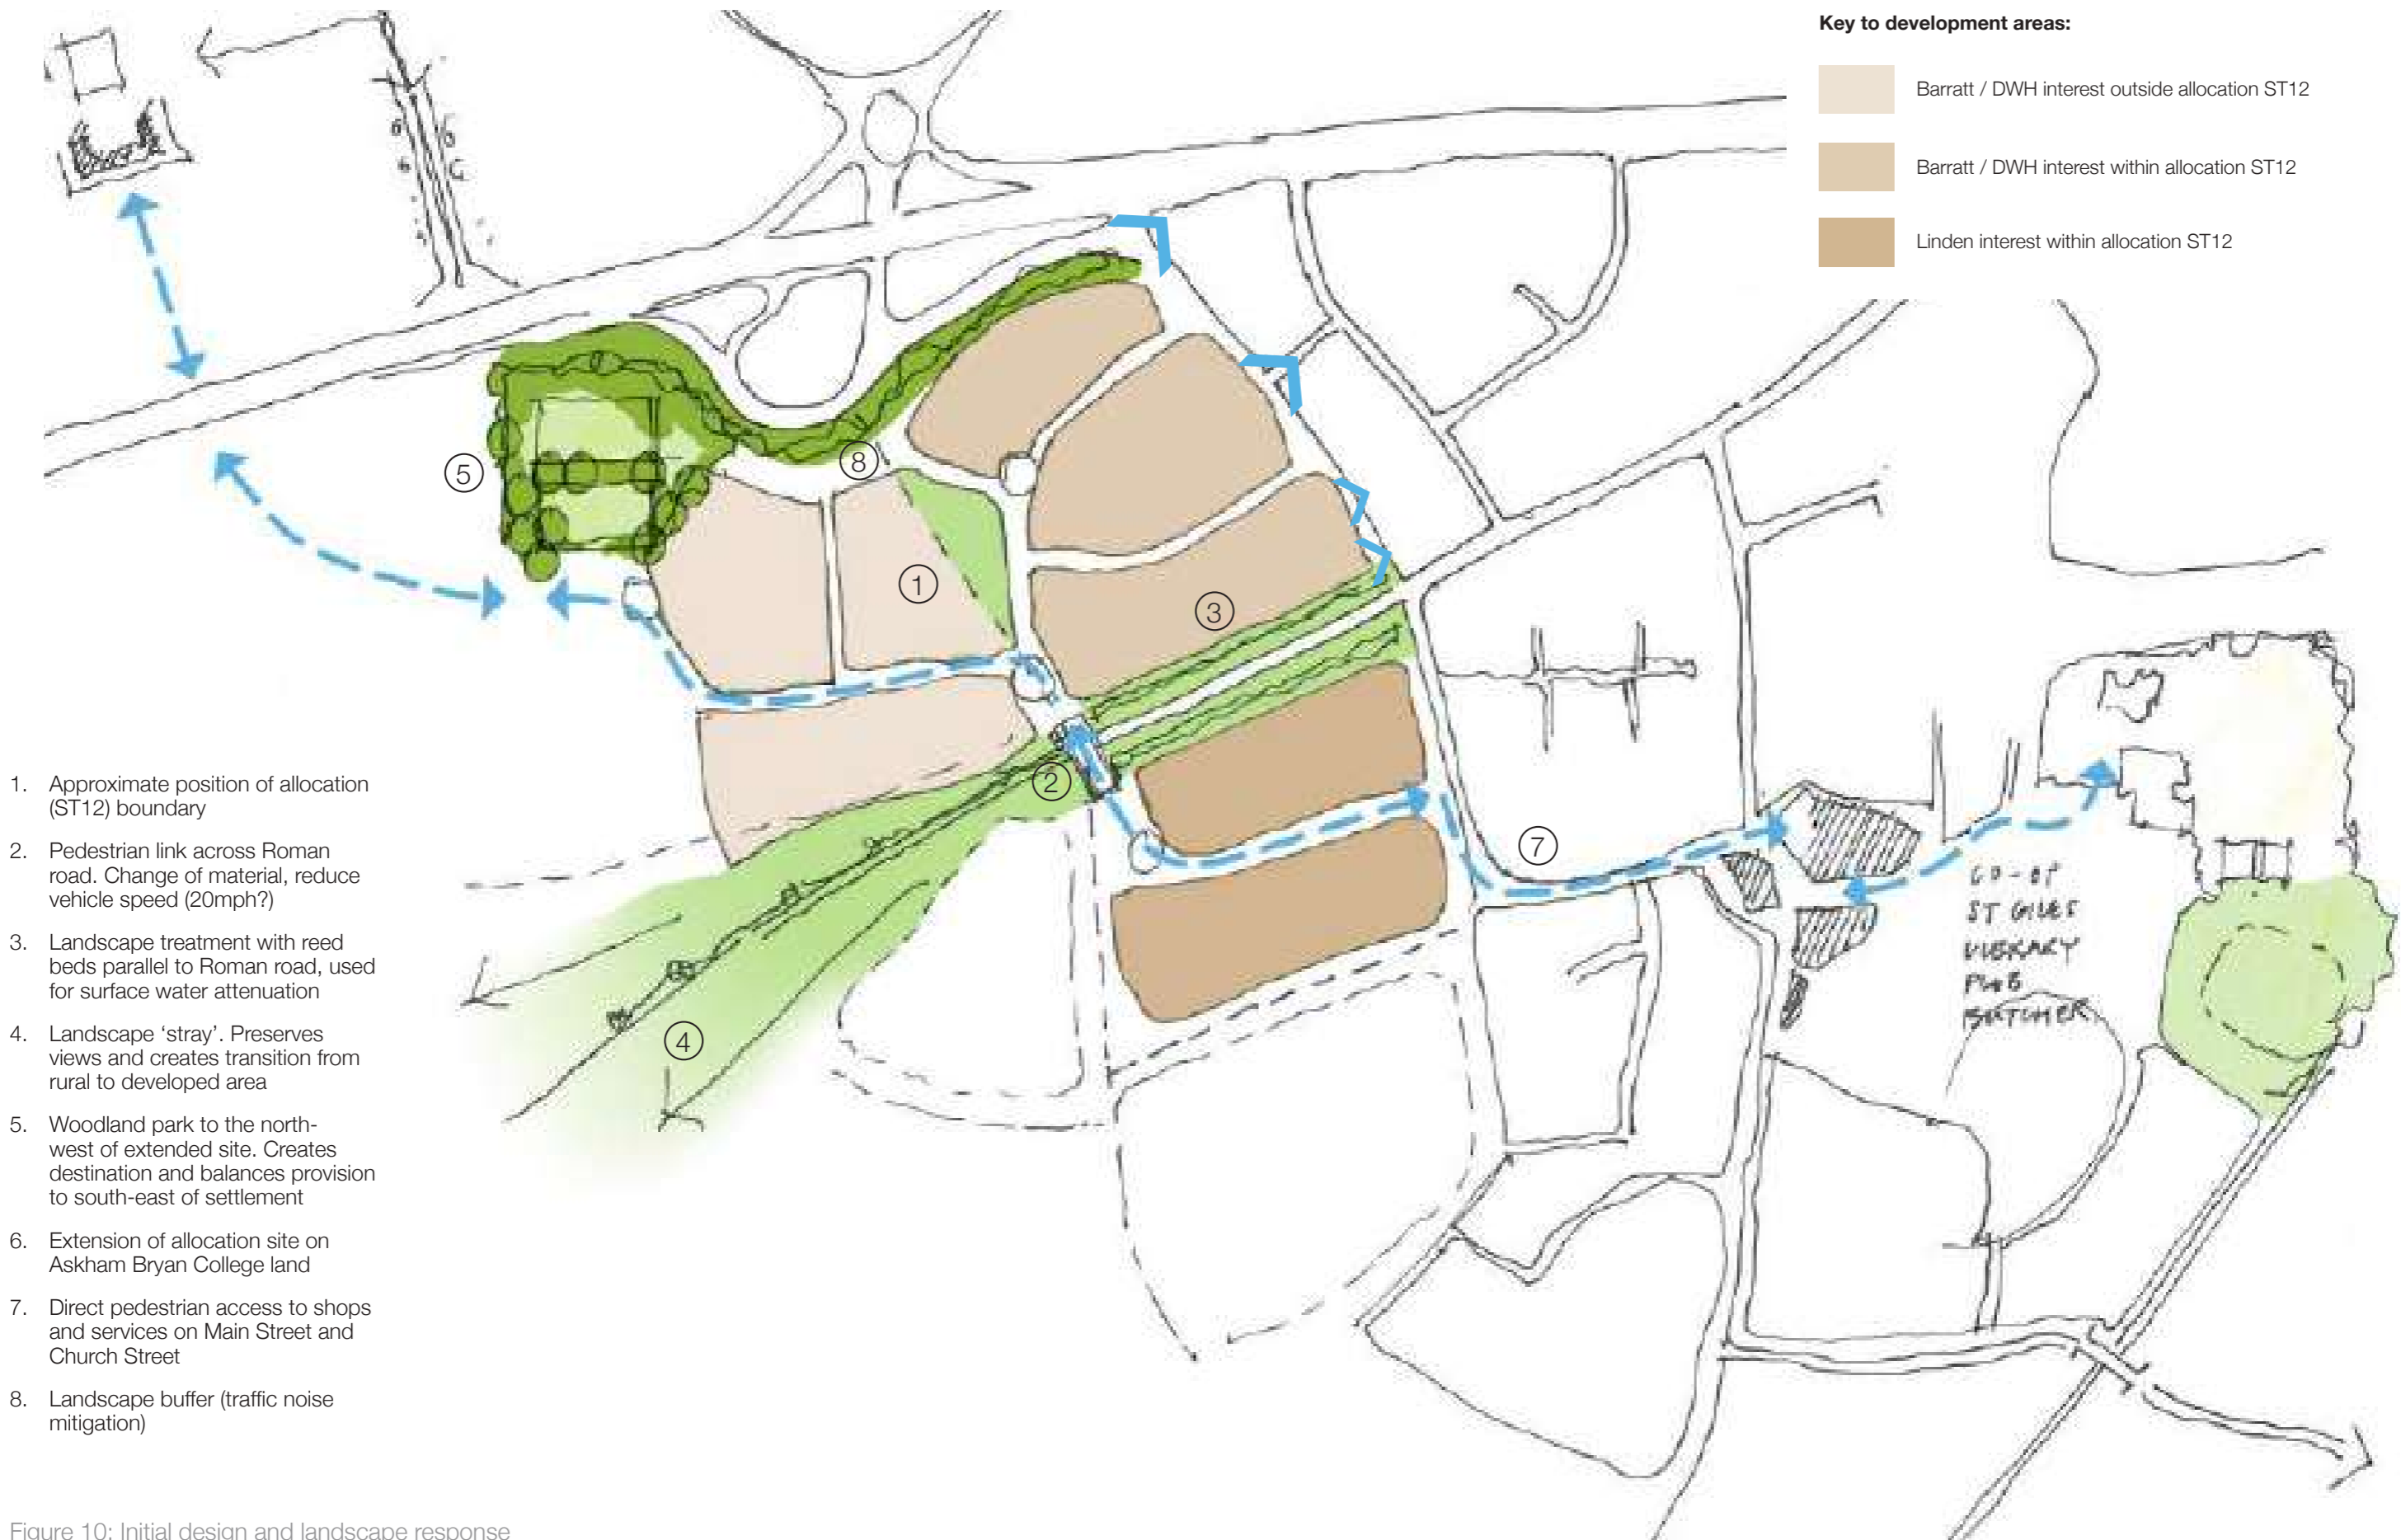 Key to development areas:
Barratt / DWH interest outside allocation ST12
Barratt / DWH interest within allocation ST12
Linden interest within allocation ST12
5
8
1
3
2
7
4
CO-OP
ST GILES
LIBRARY
PUB
BUTCHER
1. Approximate position of allocation
(ST12) boundary
2. Pedestrian link across Roman
road. Change of material, reduce
vehicle speed (20mph?)
3. Landscape treatment with reed
beds parallel to Roman road, used
for surface water attenuation
4. Landscape ‘stray’. Preserves
views and creates transition from
rural to developed area
5. Woodland park to the north-
west of extended site. Creates
destination and balances provision
to south-east of settlement
6. Extension of allocation site on
Askham Bryan College land
7. Direct pedestrian access to shops
and services on Main Street and
Church Street
8. Landscape buffer (traffic noise
mitigation)
Figure 10: Initial design and landscape response